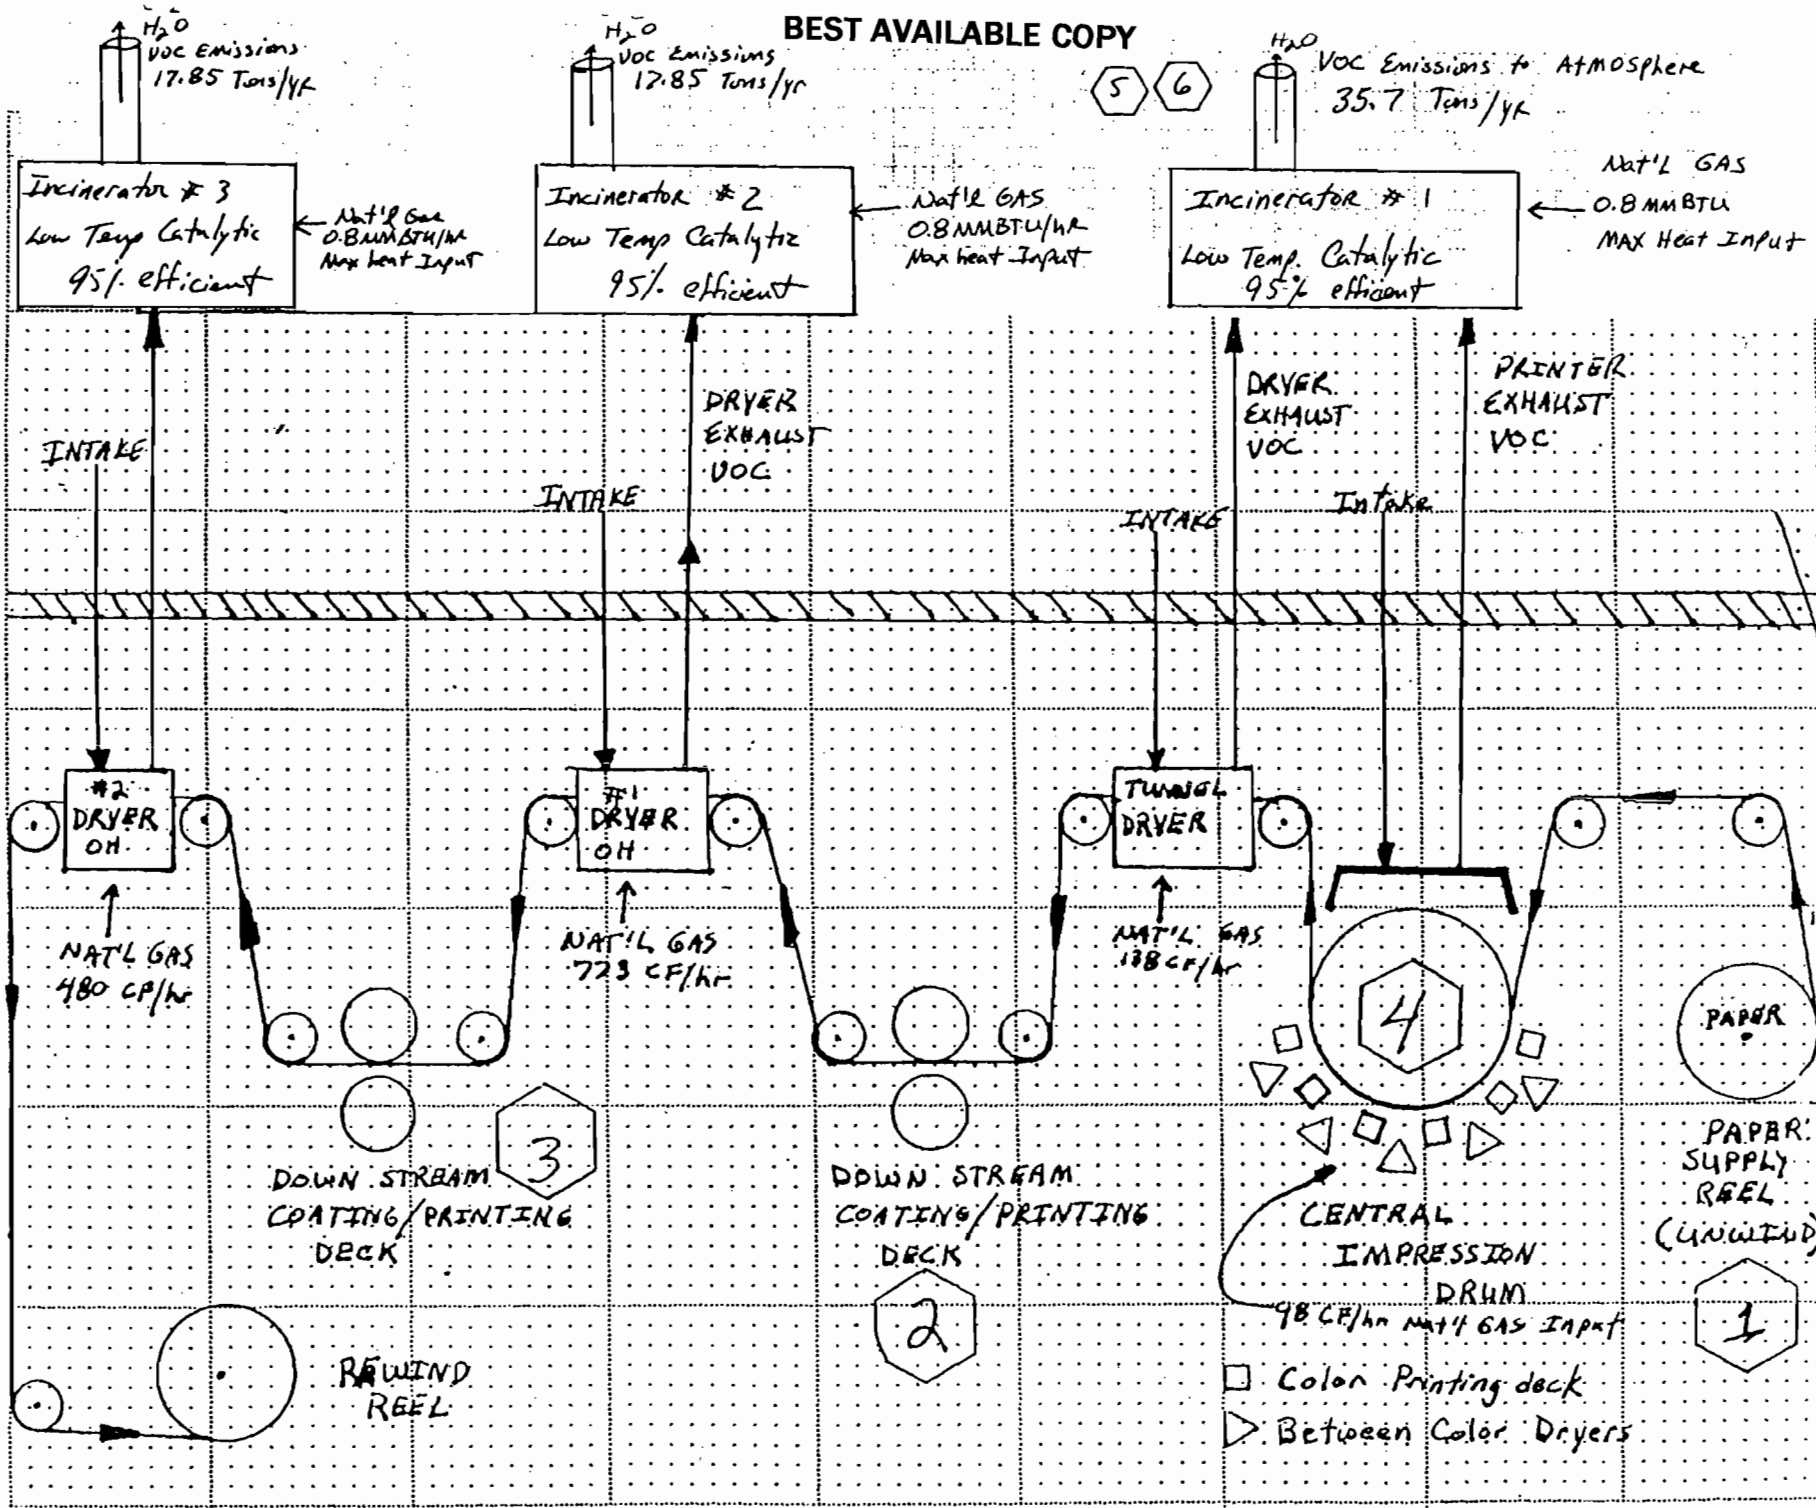 BEST AVAILABLE COPY
H2O
VOC Emissions
17.85 Tons/yr
H2O
VOC Emissions
17.85 Tons/yr
5
6
H2O
VOC Emissions to Atmosphere
35.7 Tons/yr
Incinerator # 3
Low Temp Catalytic
95% efficient
Nat'l Gas
0.8 MMBTU/hR
Max heat Input
Incinerator # 2
Low Temp Catalytic
95% efficient
Nat'l GAS
0.8 MMBTU/hR
Max heat Input
Incinerator # 1
Low Temp. Catalytic
95% efficient
Nat'l GAS
0.8 MMBTU
MAX Heat Input
INTAKE
INTAKE
DRYER
EXHAUST
VOC
INTAKE
DRYER
EXHAUST
VOC
Intake
PRINTER
EXHAUST
VOC
#2
DRYER
OH
#1
DRYER
OH
TUNNEL
DRYER
NAT'L GAS
480 CF/hr
NAT'L GAS
723 CF/hr
NAT'L GAS
138 CF/hr
4
PAPER
3
DOWN STREAM
COATING/PRINTING
DECK
DOWN STREAM
COATING/PRINTING
DECK
2
CENTRAL
IMPRESSION
DRUM
98 CF/hr Nat'l GAS Input
PAPER
SUPPLY
REEL
(UNWIND)
1
REWIND
REEL
Color Printing deck
Between Color Dryers